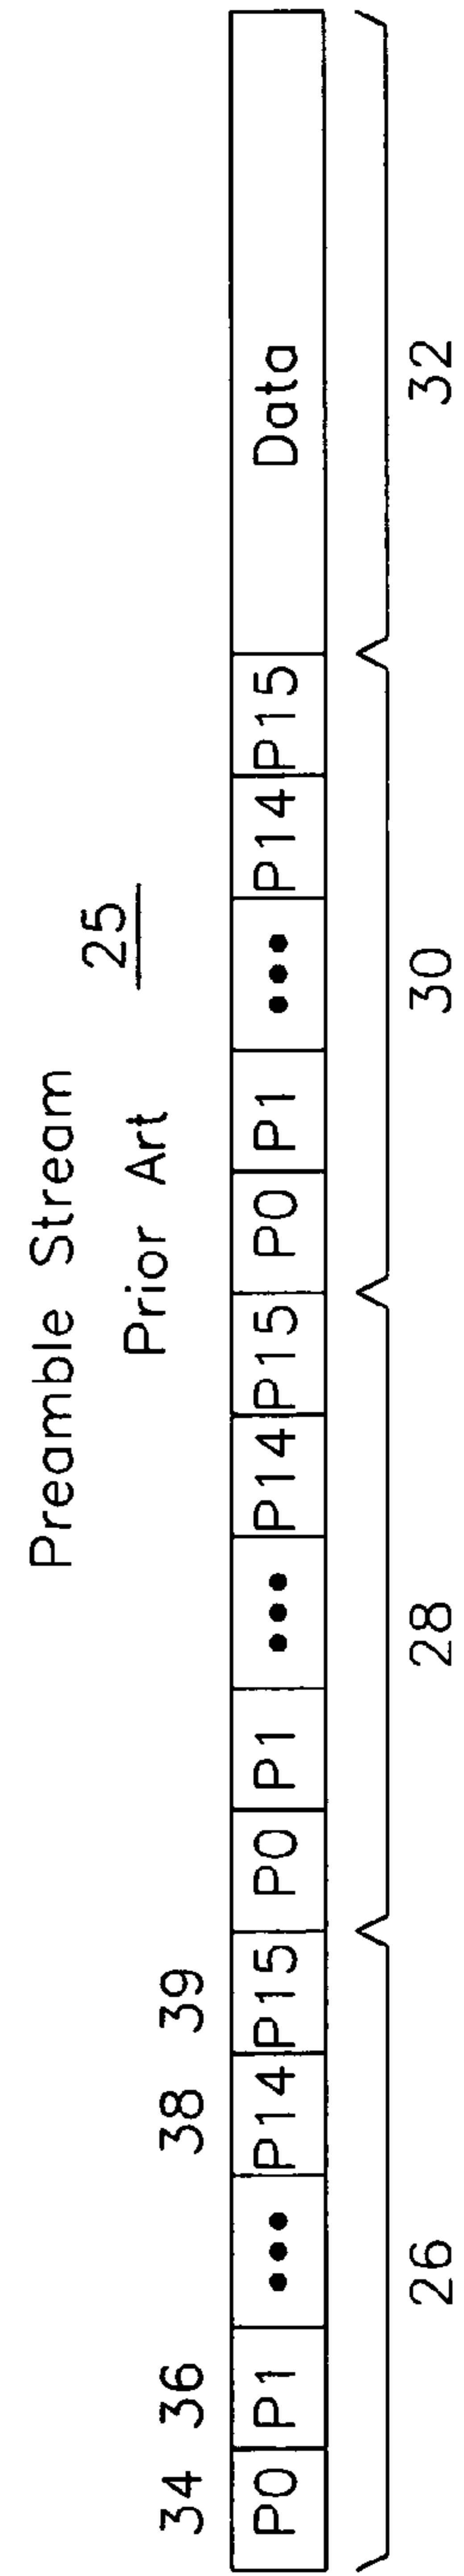 Preamble Stream
Prior Art 25
34 36 38 39
P0 P1 ••• P14 P15 P0 P1 ••• P14 P15 P0 P1 ••• P14 P15 Data
26 28 30 32